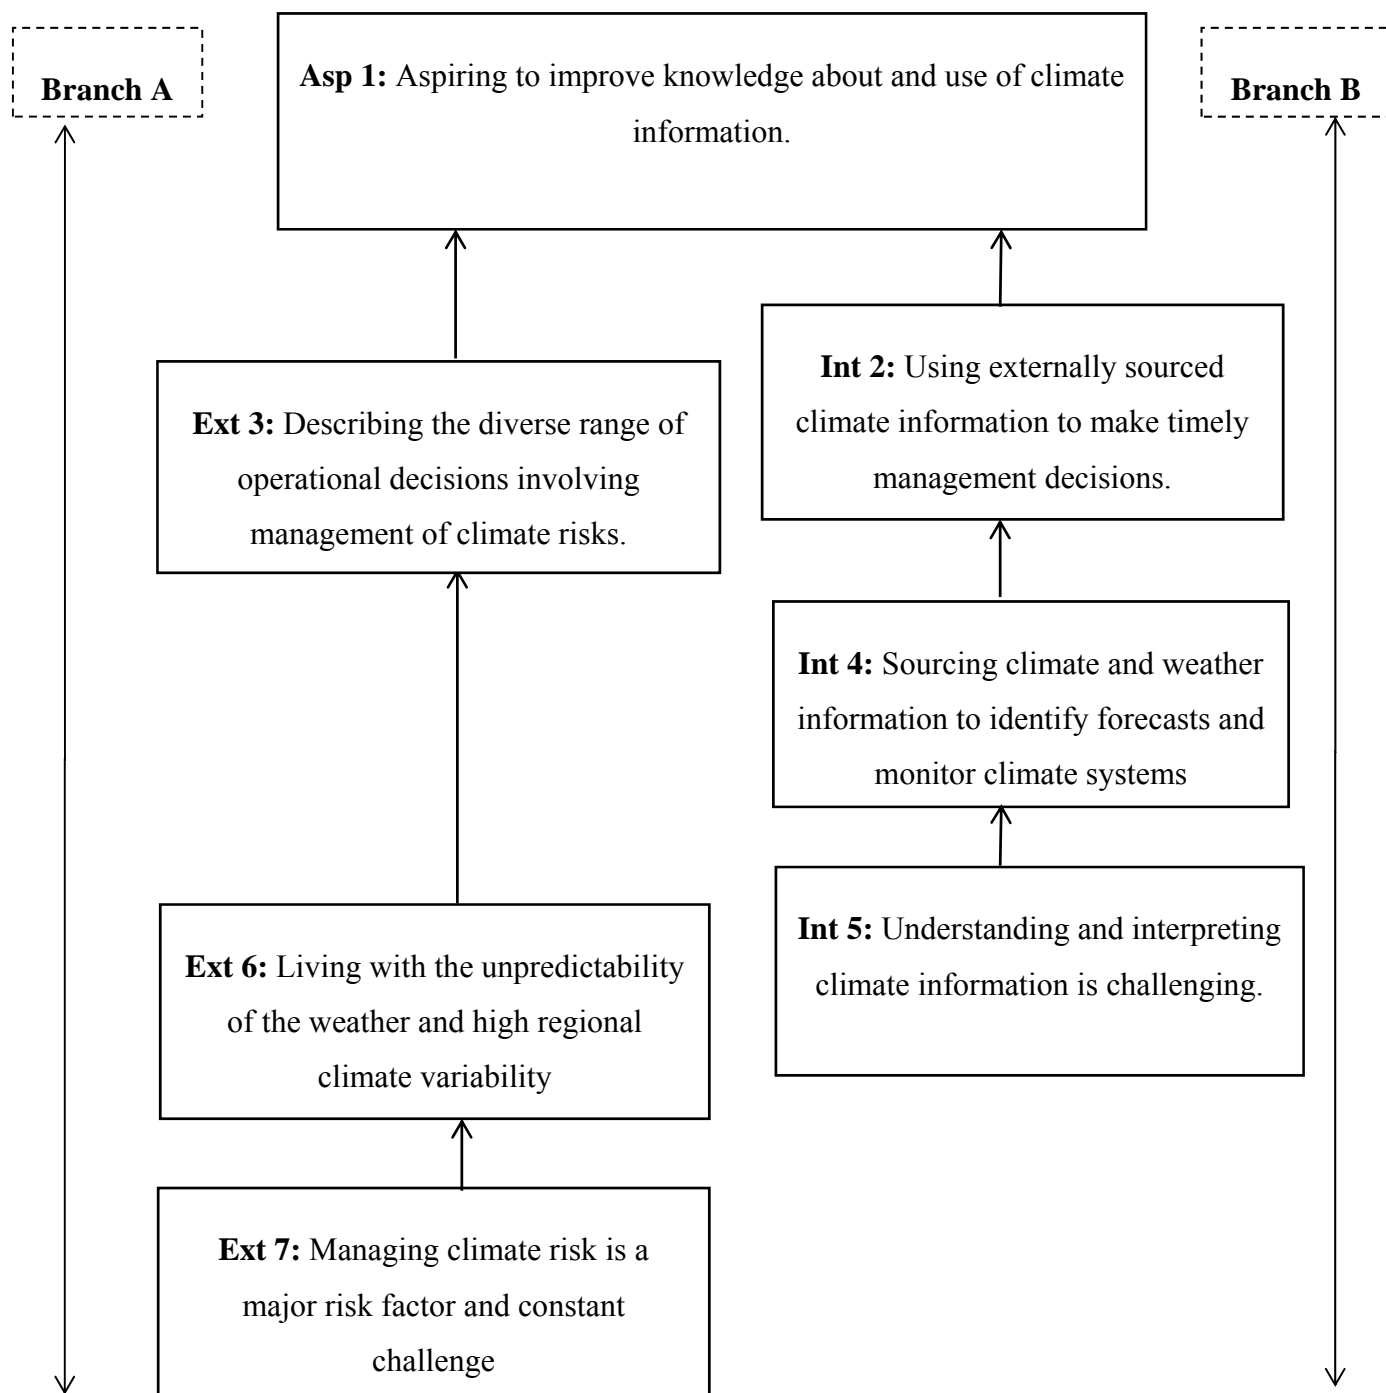 Branch A
Asp 1: Aspiring to improve knowledge about and use of climate
information.
Branch B
Ext 3: Describing the diverse range of
operational decisions involving
management of climate risks.
Int 2: Using externally sourced
climate information to make timely
management decisions.
Int 4: Sourcing climate and weather
information to identify forecasts and
monitor climate systems
Ext 6: Living with the unpredictability
of the weather and high regional
climate variability
Int 5: Understanding and interpreting
climate information is challenging.
Ext 7: Managing climate risk is a
major risk factor and constant
challenge